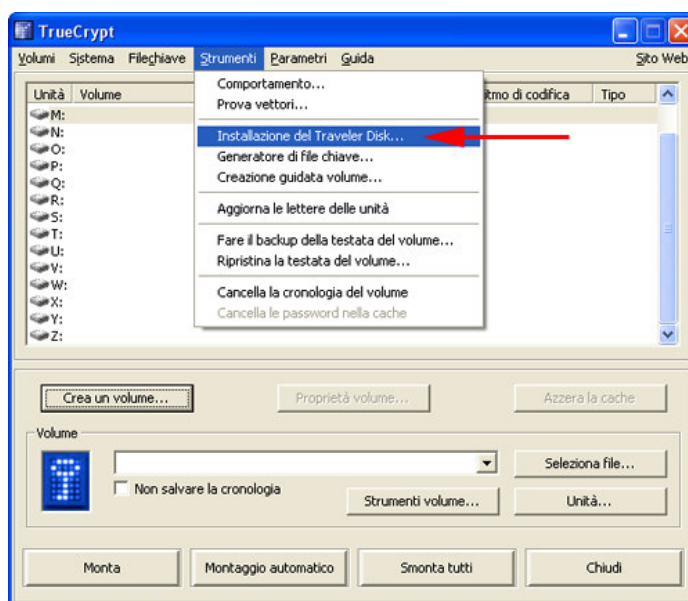 TrueCrypt
Volumi Sistema Filechiave Strumenti Parametri Guida Sito Web
Unità Volume itmo di codifica Tipo
M:
N:
O:
P:
Q:
R:
S:
T:
U:
V:
W:
X:
Y:
Z:
Comportamento...
Prova vettori...
Installazione del Traveler Disk...
Generatore di file chiave...
Creazione guidata volume...
Aggiorna le lettere delle unità
Fare il backup della testata del volume...
Ripristina la testata del volume...
Cancella la cronologia del volume
Cancella le password nella cache
Crea un volume... Proprietà volume... Azzera la cache
Volume
Seleziona file...
Non salvare la cronologia
Strumenti volume... Unità...
Monta Montaggio automatico Smonta tutti Chiudi